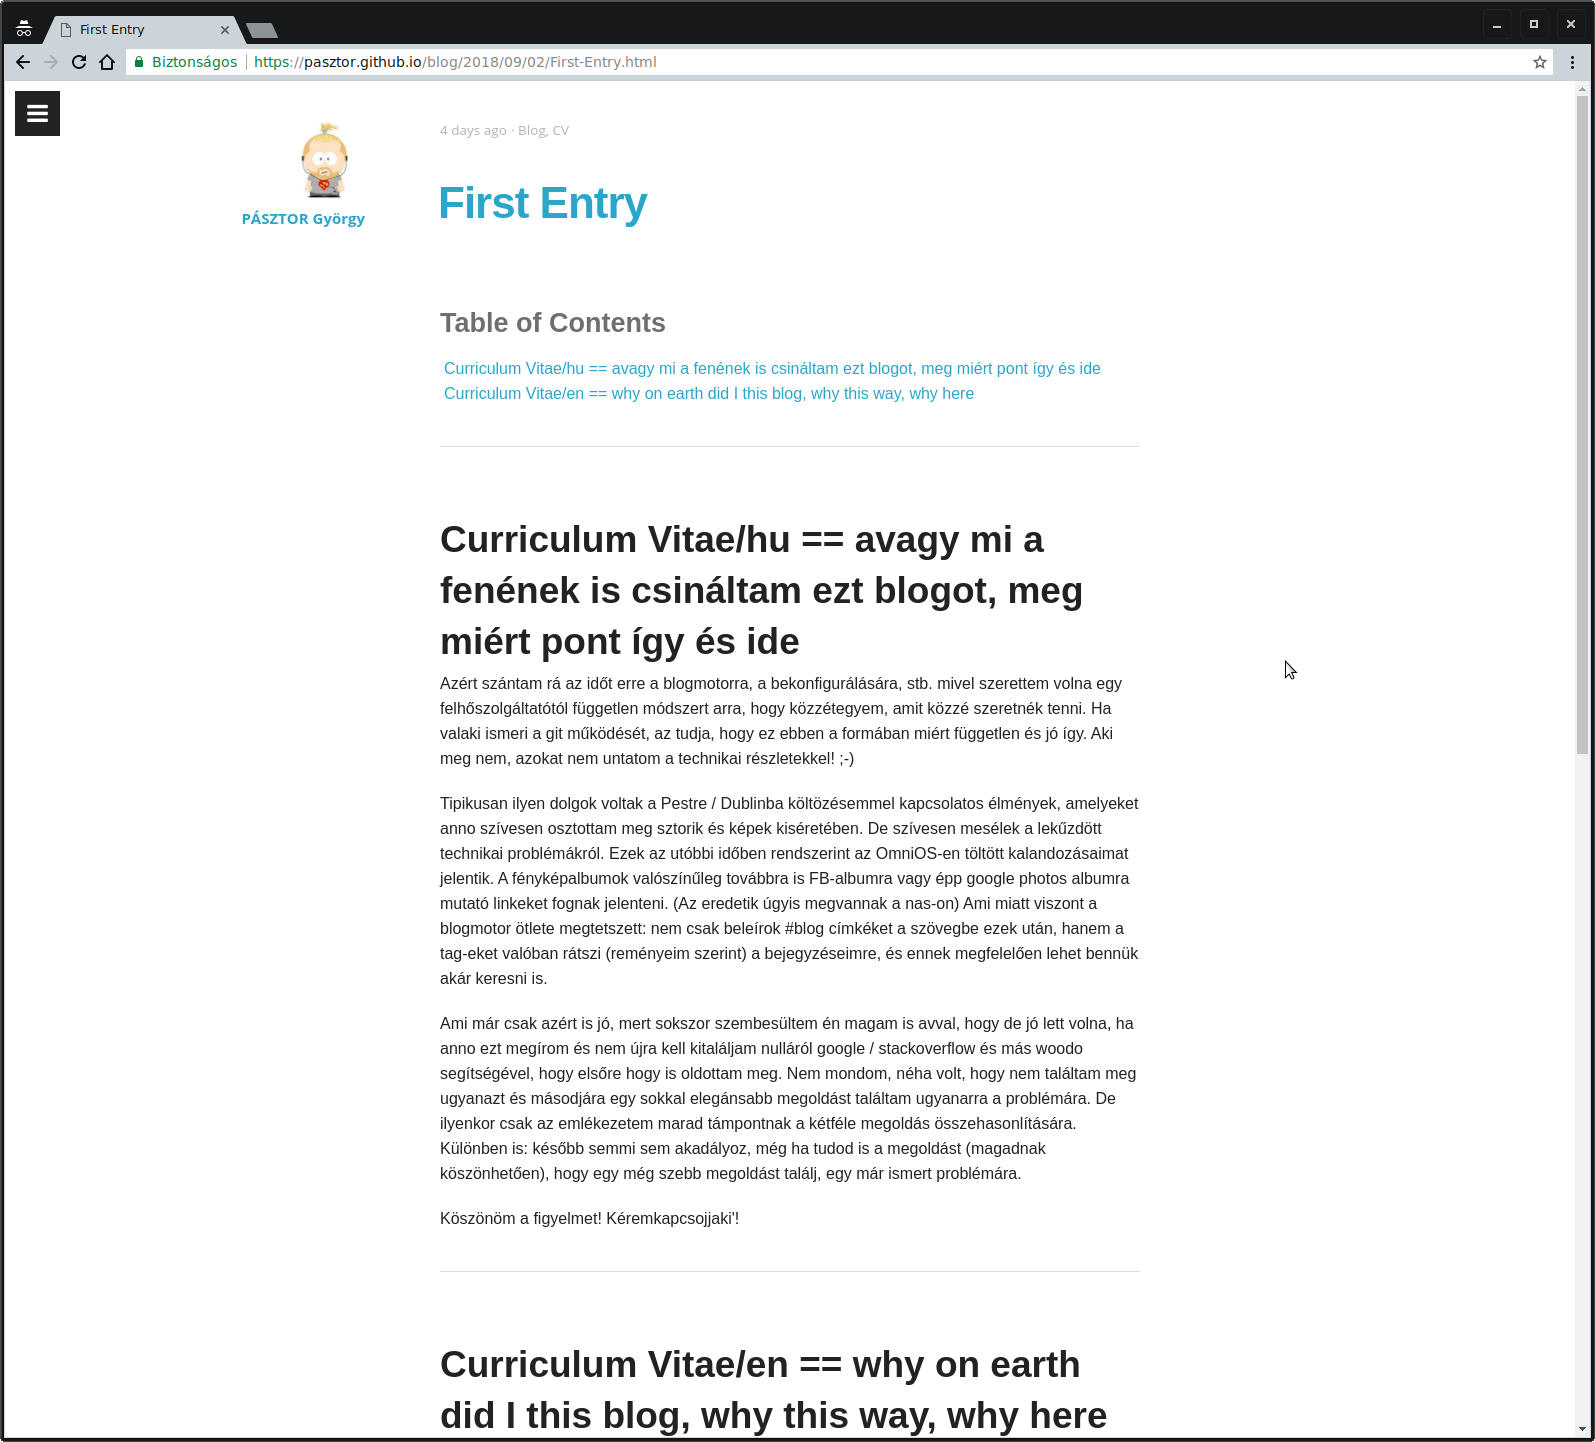 First Entry
Biztonságos
https://pasztor.github.io/blog/2018/09/02/First-Entry.html
4 days ago · Blog, CV
PÁSZTOR György
First Entry
Table of Contents
Curriculum Vitae/hu == avagy mi a fenének is csináltam ezt blogot, meg miért pont így és ide
Curriculum Vitae/en == why on earth did I this blog, why this way, why here
Curriculum Vitae/hu == avagy mi a
fenének is csináltam ezt blogot, meg
miért pont így és ide
Azért szántam rá az időt erre a blogmotorra, a bekonfigurálására, stb. mivel szerettem volna egy
felhőszolgáltatótól független módszert arra, hogy közzétegyem, amit közzé szeretnék tenni. Ha
valaki ismeri a git működését, az tudja, hogy ez ebben a formában miért független és jó így. Aki
meg nem, azokat nem untatom a technikai részletekkel! ;-)
Tipikusan ilyen dolgok voltak a Pestre / Dublinba költözésemmel kapcsolatos élmények, amelyeket
anno szívesen osztottam meg sztorik és képek kiséretében. De szívesen mesélek a lekűzdött
technikai problémákról. Ezek az utóbbi időben rendszerint az OmniOS-en töltött kalandozásaimat
jelentik. A fényképalbumok valószínűleg továbbra is FB-albumra vagy épp google photos albumra
mutató linkeket fognak jelenteni. (Az eredetik úgyis megvannak a nas-on) Ami miatt viszont a
blogmotor ötlete megtetszett: nem csak beleírok #blog címkéket a szövegbe ezek után, hanem a
tag-eket valóban rátszi (reményeim szerint) a bejegyzéseimre, és ennek megfelelően lehet bennük
akár keresni is.
Ami már csak azért is jó, mert sokszor szembesültem én magam is avval, hogy de jó lett volna, ha
anno ezt megírom és nem újra kell kitaláljam nulláról google / stackoverflow és más woodo
segítségével, hogy elsőre hogy is oldottam meg. Nem mondom, néha volt, hogy nem találtam meg
ugyanazt és másodjára egy sokkal elegánsabb megoldást találtam ugyanarra a problémára. De
ilyenkor csak az emlékezetem marad támpontnak a kétféle megoldás összehasonlítására.
Különben is: később semmi sem akadályoz, még ha tudod is a megoldást (magadnak
köszönhetően), hogy egy még szebb megoldást találj, egy már ismert problémára.
Köszönöm a figyelmet! Kéremkapcsojjaki'!
Curriculum Vitae/en == why on earth
did I this blog, why this way, why here